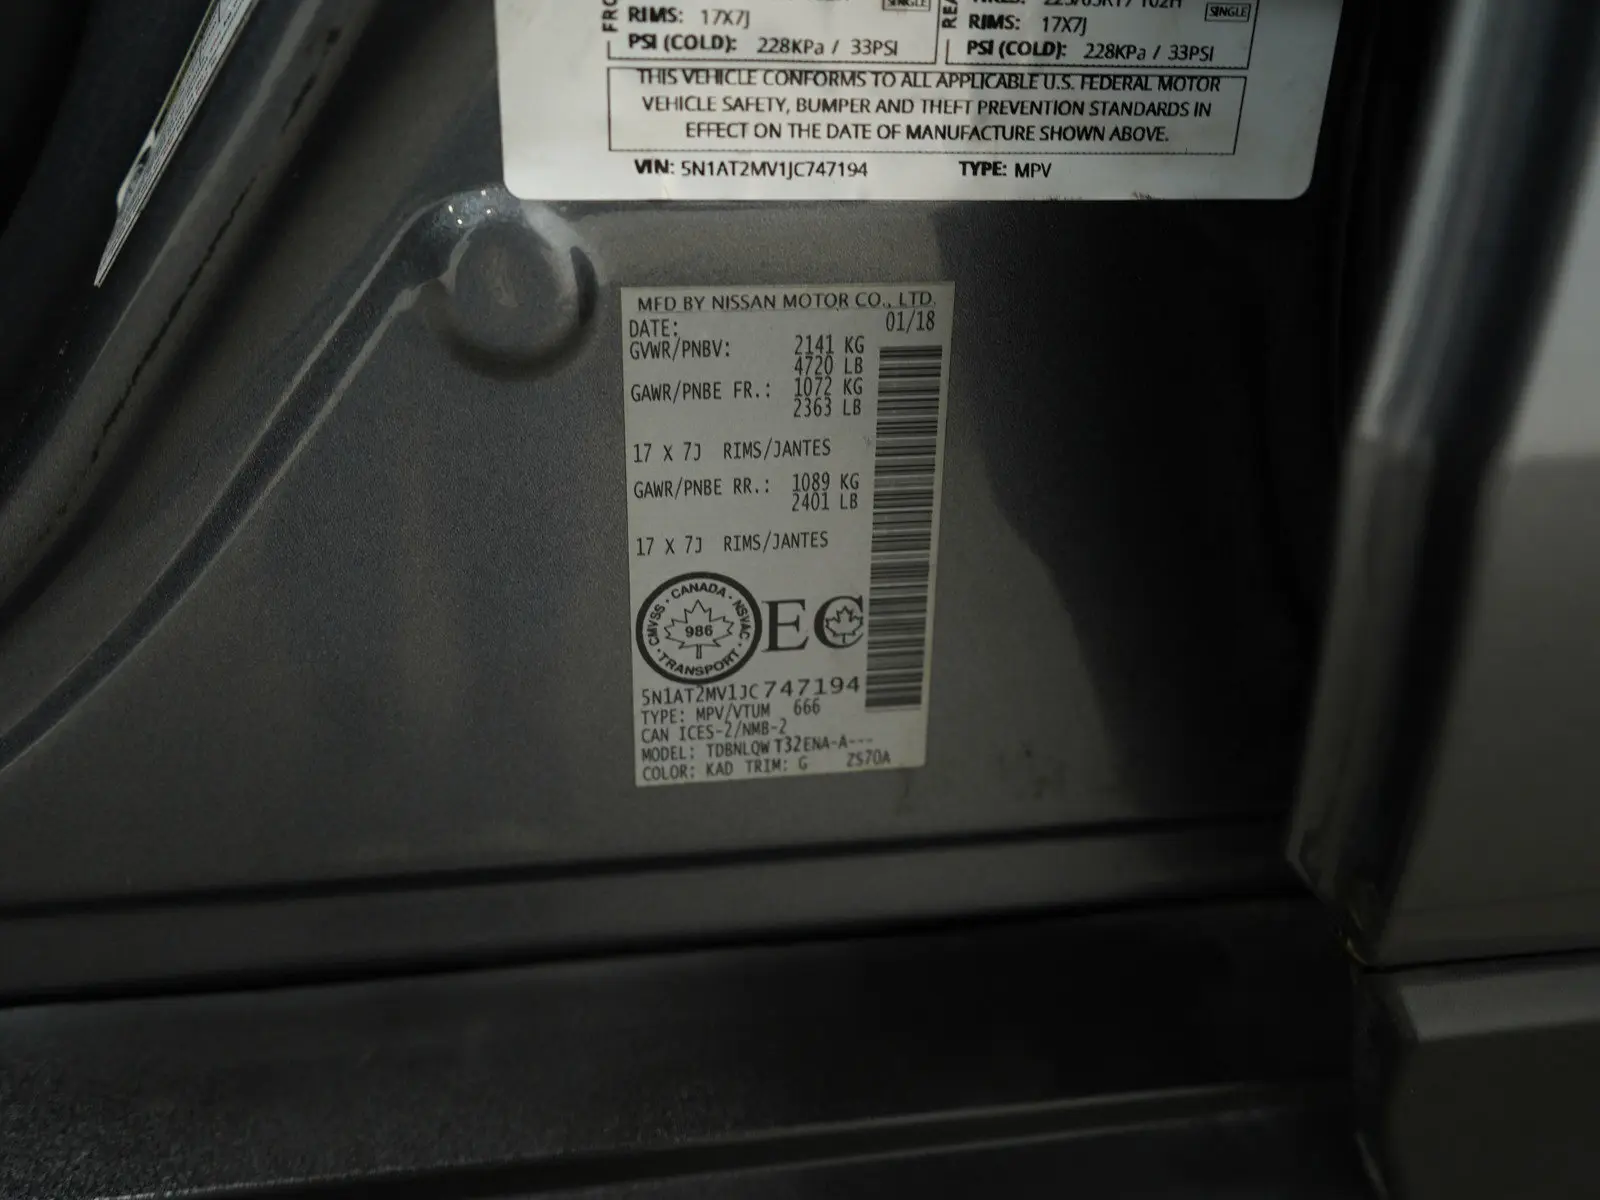 FRO
RIMS: 17X7J
SINGLE
PSI (COLD): 228KPa / 33PSI
REA
RIMS: 17X7J
SINGLE
PSI (COLD): 228KPa / 33PSI
THIS VEHICLE CONFORMS TO ALL APPLICABLE U.S. FEDERAL MOTOR
VEHICLE SAFETY, BUMPER AND THEFT PREVENTION STANDARDS IN
EFFECT ON THE DATE OF MANUFACTURE SHOWN ABOVE.
VIN: 5N1AT2MV1JC747194 TYPE: MPV
MFD BY NISSAN MOTOR CO., LTD.
DATE: 01/18
GVWR/PNBV: 2141 KG
4720 LB
GAWR/PNBE FR.: 1072 KG
2363 LB
17 X 7J RIMS/JANTES
GAWR/PNBE RR.: 1089 KG
2401 LB
17 X 7J RIMS/JANTES
CANADA · NSVAC · TRANSPORT · CMVSS ·
986
EC
5N1AT2MV1JC747194
TYPE: MPV/VTUM 666
CAN ICES-2/NMB-2
MODEL: TDBNLQW T32ENA-A---
COLOR: KAD TRIM: G ZS70A